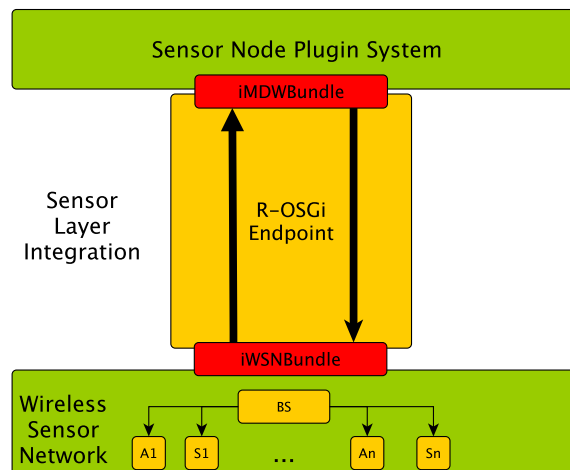 Sensor Node Plugin System
iMDWBundle
Sensor
Layer
Integration
R-OSGi
Endpoint
iWSNBundle
Wireless
Sensor
Network
BS
A1
S1
...
An
Sn